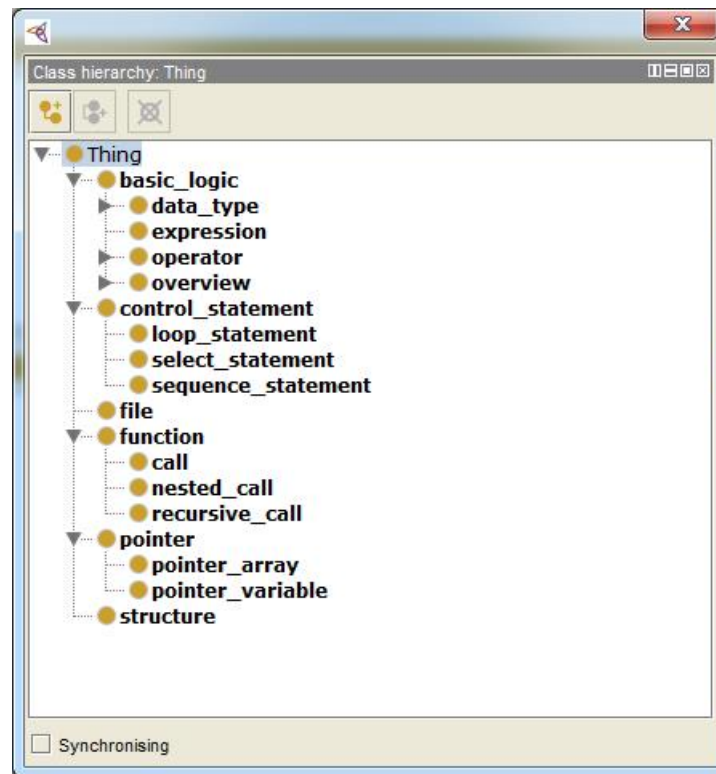 Class hierarchy: Thing
Thing
basic_logic
data_type
expression
operator
overview
control_statement
loop_statement
select_statement
sequence_statement
file
function
call
nested_call
recursive_call
pointer
pointer_array
pointer_variable
structure
Synchronising